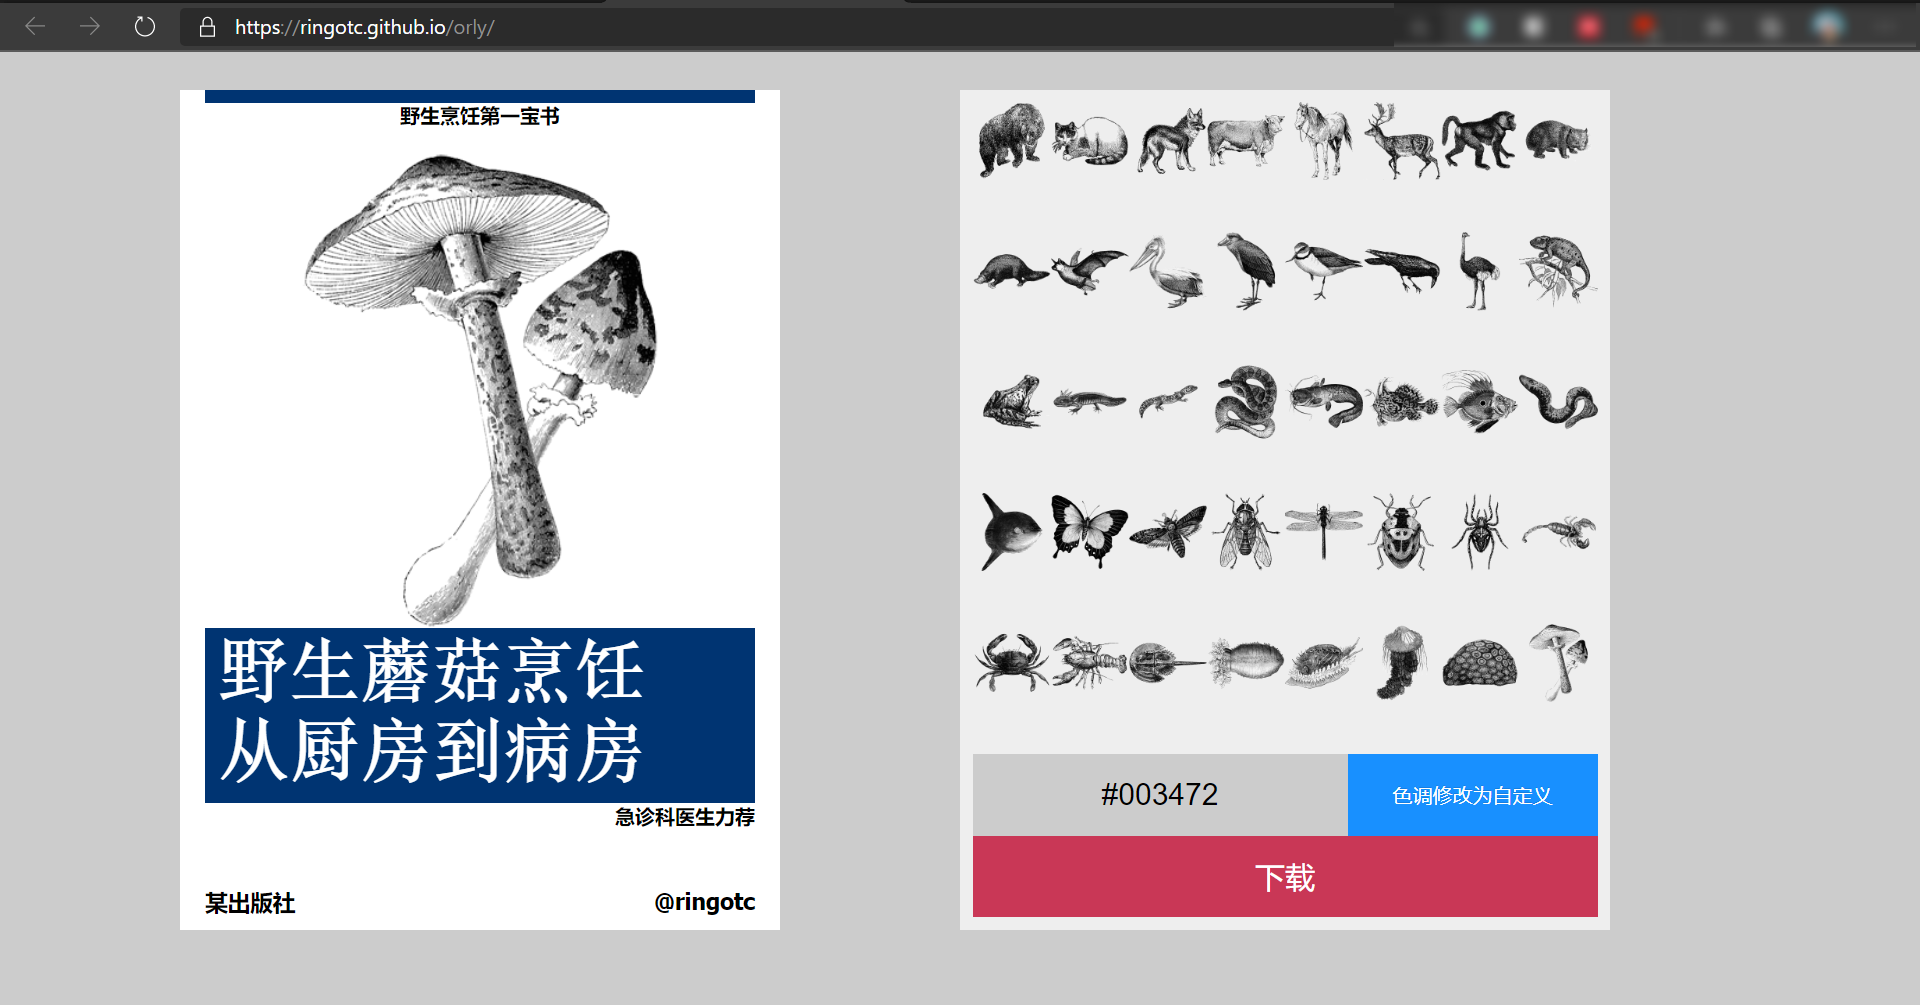 https://ringotc.github.io/orly/
野生烹饪第一宝书
野生蘑菇烹饪
从厨房到病房
急诊科医生力荐
某出版社
@ringotc
#003472
色调修改为自定义
下载